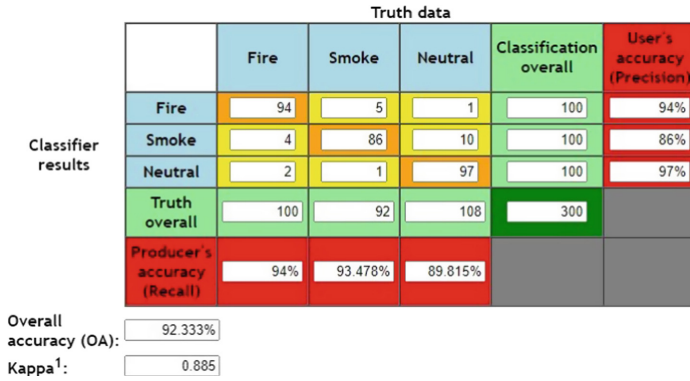 Truth data
Fire Smoke Neutral Classification overall User's accuracy (Precision)
Classifier results
Fire 94 5 1 100 94%
Smoke 4 86 10 100 86%
Neutral 2 1 97 100 97%
Truth overall 100 92 108 300
Producer's accuracy (Recall) 94% 93.478% 89.815%
Overall accuracy (OA): 92.333%
Kappa¹: 0.885